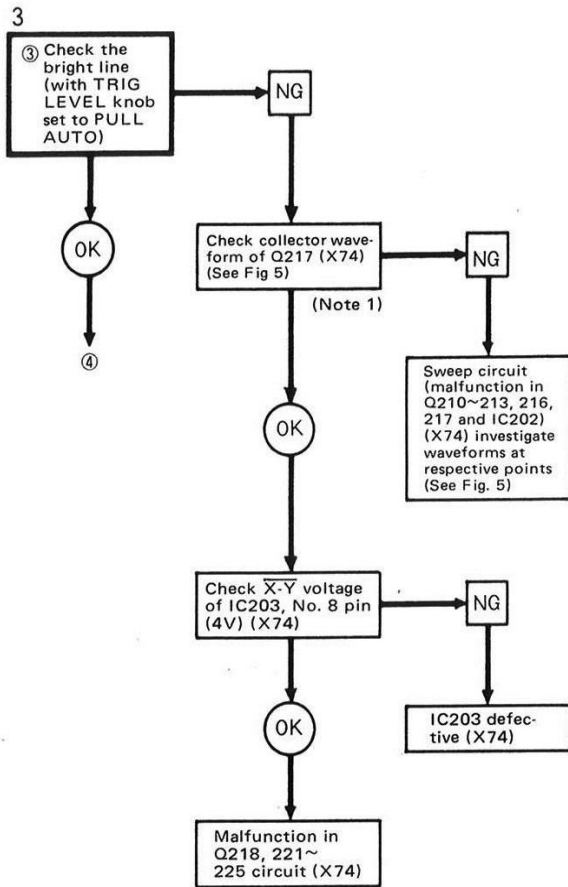 3
③ Check the
bright line
(with TRIG
LEVEL knob
set to PULL
AUTO)
NG
OK
④
Check collector wave-
form of Q217 (X74)
(See Fig 5)
NG
(Note 1)
Sweep circuit
(malfunction in
Q210~213, 216,
217 and IC202)
(X74) investigate
waveforms at
respective points
(See Fig. 5)
OK
Check X-Y voltage
of IC203, No. 8 pin
(4V) (X74)
NG
IC203 defec-
tive (X74)
OK
Malfunction in
Q218, 221~
225 circuit (X74)